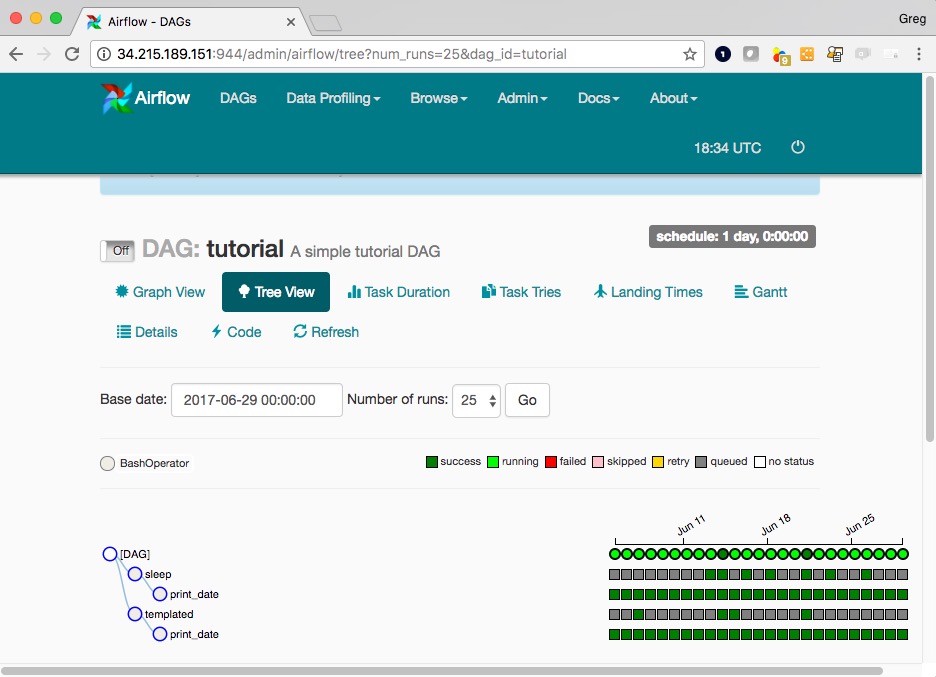 Airflow - DAGs
Greg
34.215.189.151:944/admin/airflow/tree?num_runs=25&dag_id=tutorial
1
9
Airflow DAGs Data Profiling Browse Admin Docs About
18:34 UTC
Off DAG: tutorial A simple tutorial DAG
schedule: 1 day, 0:00:00
Graph View Tree View Task Duration Task Tries Landing Times Gantt
Details Code Refresh
Base date: 2017-06-29 00:00:00 Number of runs: 25 Go
BashOperator
success running failed skipped retry queued no status
Jun 11 Jun 18 Jun 25
[DAG]
sleep
print_date
templated
print_date